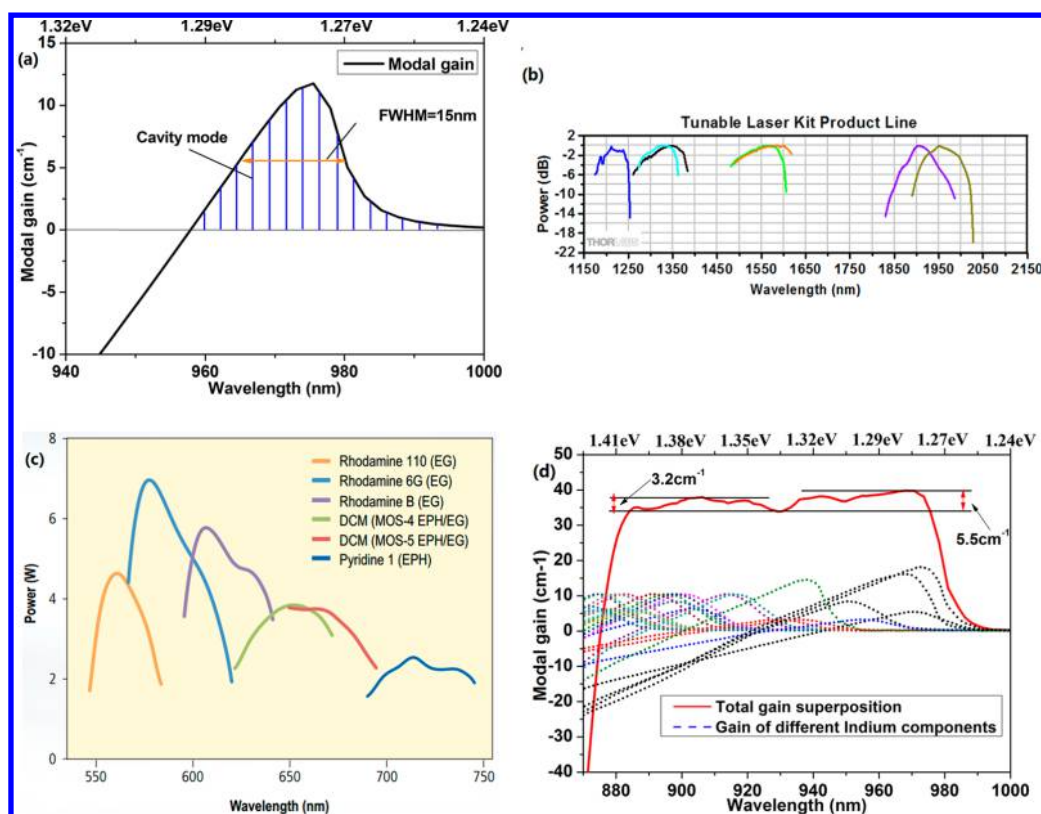 (a)
1.32eV 1.29eV 1.27eV 1.24eV
15
10
5
0
-5
-10
Modal gain (cm⁻¹)
Modal gain
Cavity mode
FWHM=15nm
940 960 980 1000
Wavelength (nm)
(b)
Tunable Laser Kit Product Line
2
-2
-6
-10
-14
-18
-22
Power (dB)
THORLABS
1150 1250 1350 1450 1550 1650 1750 1850 1950 2050 2150
Wavelength (nm)
(c)
8
6
4
2
0
Power (W)
Rhodamine 110 (EG)
Rhodamine 6G (EG)
Rhodamine B (EG)
DCM (MOS-4 EPH/EG)
DCM (MOS-5 EPH/EG)
Pyridine 1 (EPH)
550 600 650 700 750
Wavelength (nm)
(d)
1.41eV 1.38eV 1.35eV 1.32eV 1.29eV 1.27eV 1.24eV
50
40
30
20
10
0
-10
-20
-30
-40
Modal gain (cm-1)
3.2cm⁻¹
5.5cm⁻¹
Total gain superposition
Gain of different Indium components
880 900 920 940 960 980 1000
Wavelength (nm)